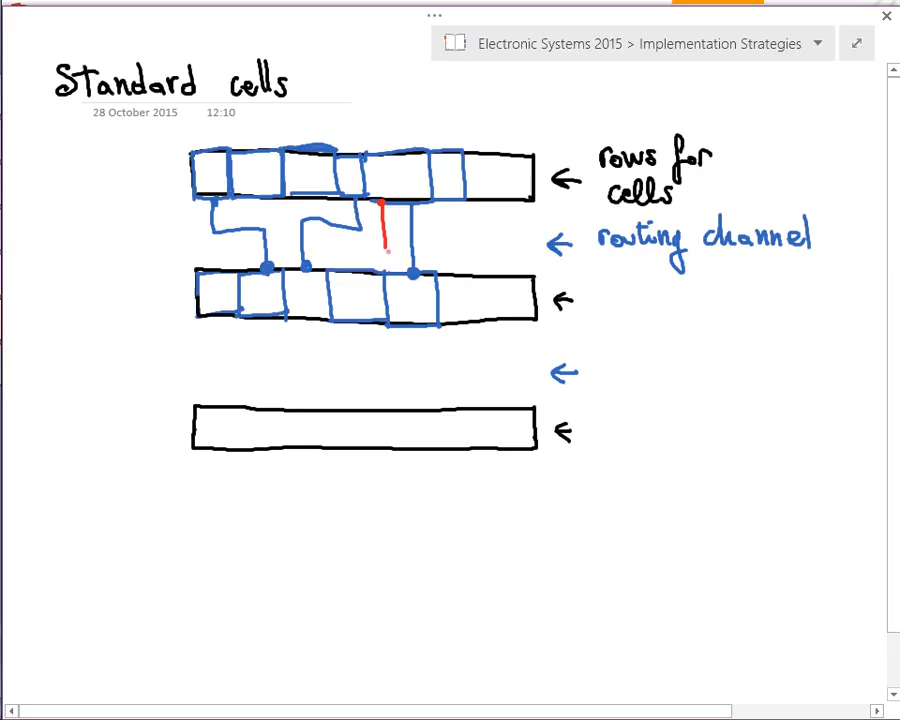 Electronic Systems 2015 > Implementation Strategies
Standard cells
28 October 2015 12:10
rows for
cells
routing channel